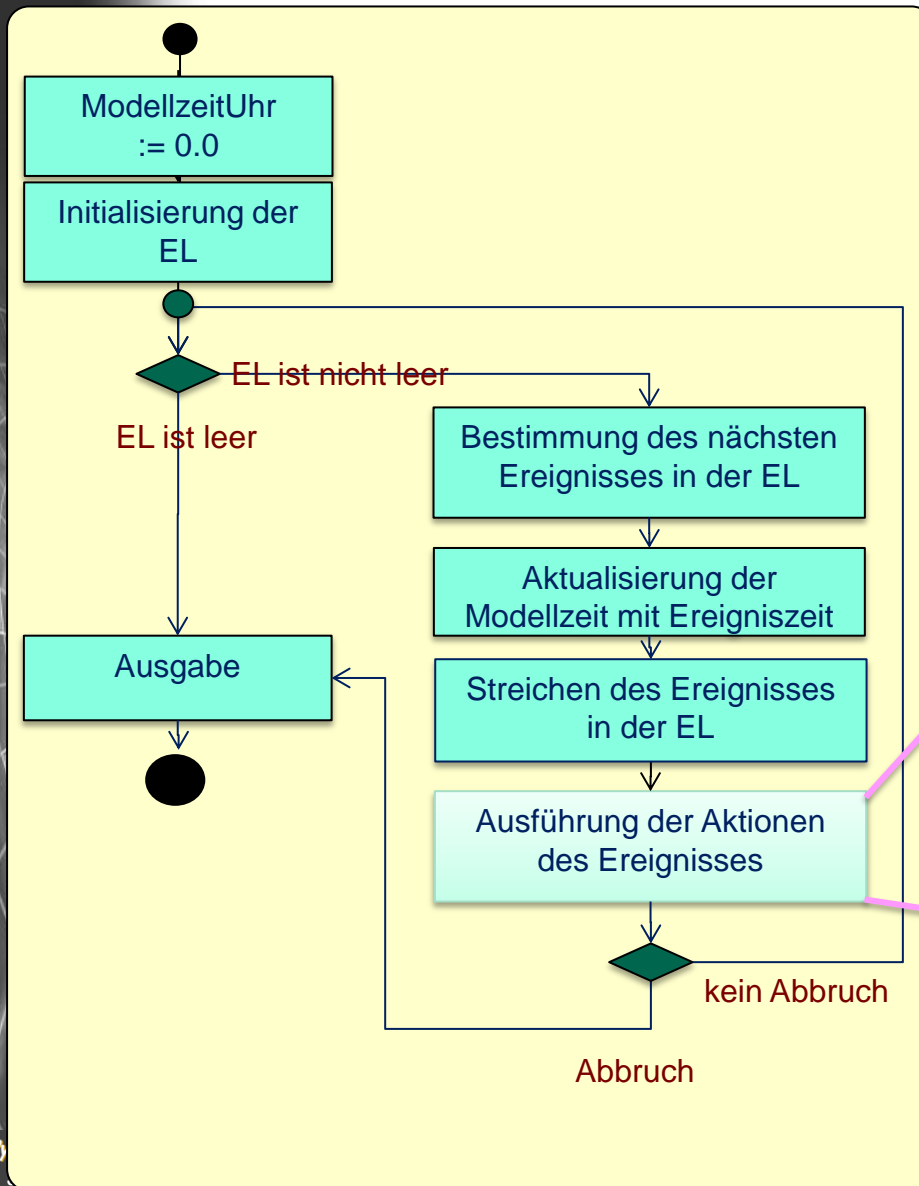 ModellzeitUhr
:= 0.0
Initialisierung der
EL
EL ist nicht leer
EL ist leer
Bestimmung des nächsten
Ereignisses in der EL
Aktualisierung der
Modellzeit mit Ereigniszeit
Ausgabe
Streichen des Ereignisses
in der EL
Ausführung der Aktionen
des Ereignisses
kein Abbruch
Abbruch